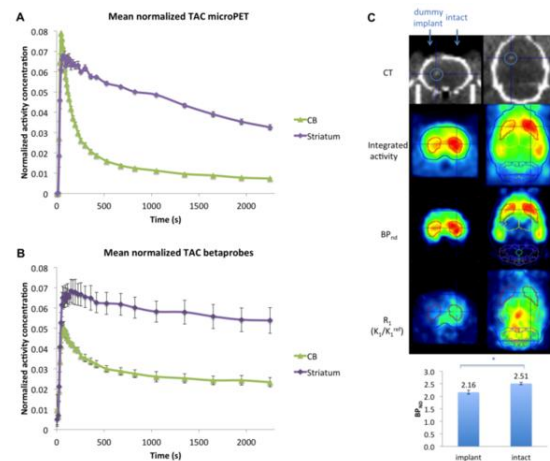 A
Mean normalized TAC microPET
Normalized activity concentration
0.08
0.07
0.06
0.05
0.04
0.03
0.02
0.01
0
0
500
1000
1500
2000
Time (s)
CB
Striatum
B
Mean normalized TAC betaprobes
Normalized activity concentration
0.08
0.07
0.06
0.05
0.04
0.03
0.02
0.01
0
0
500
1000
1500
2000
Time (s)
CB
Striatum
C
dummy
implant
intact
CT
Integrated
activity
BPnd
R1
(K1/K1ref)
*
BPND
3.0
2.5
2.0
1.5
1.0
0.5
0.0
2.16
2.51
implant
intact